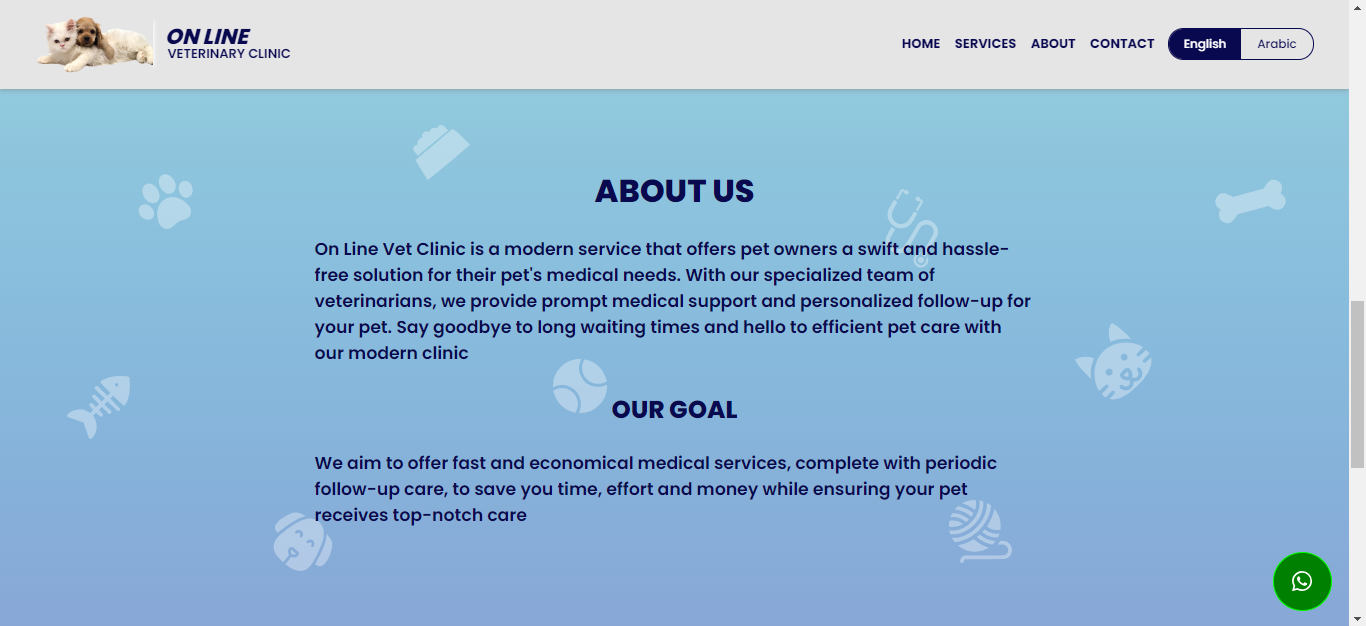 ON LINE
VETERINARY CLINIC
HOME
SERVICES
ABOUT
CONTACT
English
Arabic
ABOUT US
On Line Vet Clinic is a modern service that offers pet owners a swift and hassle-
free solution for their pet's medical needs. With our specialized team of
veterinarians, we provide prompt medical support and personalized follow-up for
your pet. Say goodbye to long waiting times and hello to efficient pet care with
our modern clinic
OUR GOAL
We aim to offer fast and economical medical services, complete with periodic
follow-up care, to save you time, effort and money while ensuring your pet
receives top-notch care